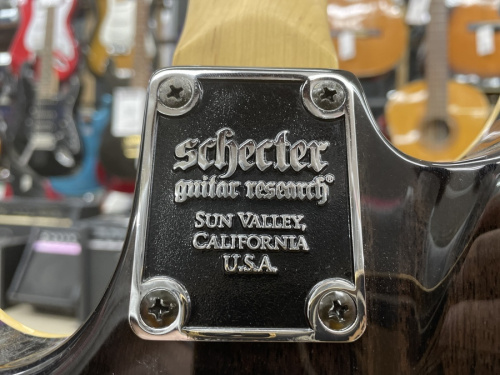 schecter
guitar research®
SUN VALLEY,
CALIFORNIA
U.S.A.